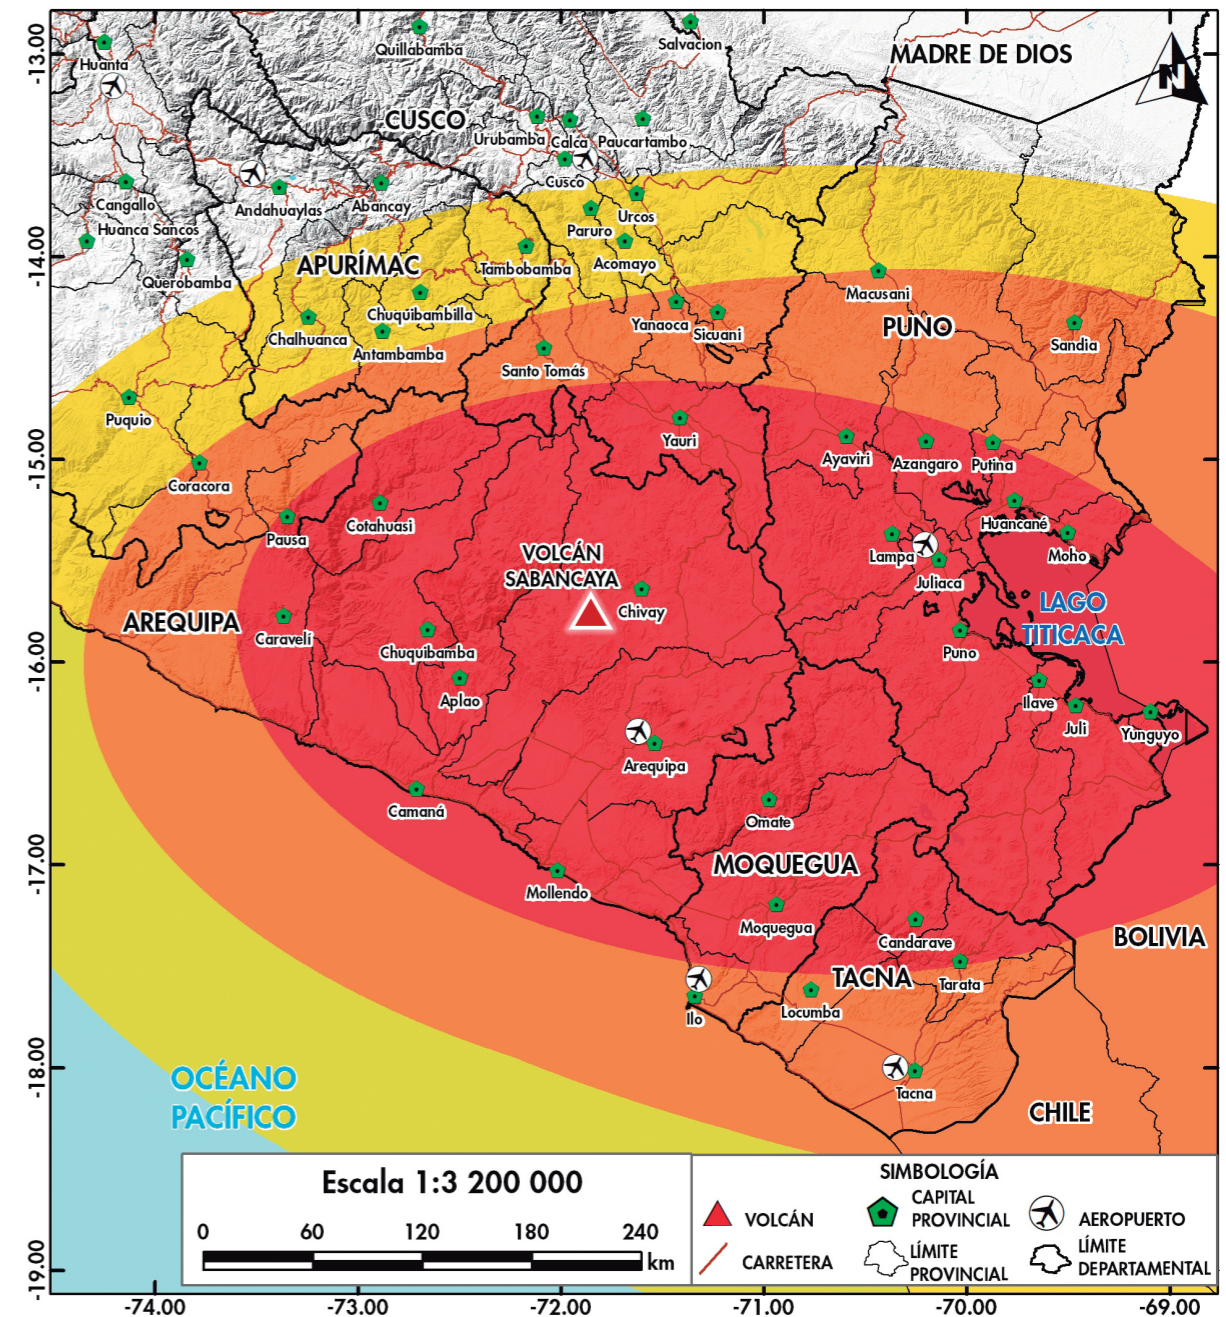 Quillabamba
Salvacion
Huanta
MADRE DE DIOS
N
CUSCO
Urubamba
Calca
Paucartambo
Cusco
Cangallo
Andahuaylas
Abancay
Urcos
Huanca Sancos
Paruro
Acomayo
APURÍMAC
Tambobamba
Querobamba
Macusani
Chuquibambilla
Yanaoca
Sicuani
PUNO
Chalhuanca
Antambamba
Sandia
Santo Tomás
Puquio
Yauri
Ayaviri
Azangaro
Putina
Coracora
Cotahuasi
Huancané
Pausa
VOLCÁN
SABANCAYA
Lampa
Moho
Juliaca
Chivay
LAGO
TITICACA
AREQUIPA
Caravelí
Chuquibamba
Puno
Aplao
Ilave
Juli
Yunguyo
Arequipa
Camaná
Omate
MOQUEGUA
Mollendo
Moquegua
Candarave
BOLIVIA
TACNA
Tarata
Ilo
Locumba
OCÉANO
PACÍFICO
Tacna
CHILE
-13.00
-14.00
-15.00
-16.00
-17.00
-18.00
-19.00
Escala 1:3 200 000
0 60 120 180 240
km
SIMBOLOGÍA
VOLCÁN
CAPITAL
PROVINCIAL
AEROPUERTO
CARRETERA
LÍMITE
PROVINCIAL
LÍMITE
DEPARTAMENTAL
-74.00 -73.00 -72.00 -71.00 -70.00 -69.00